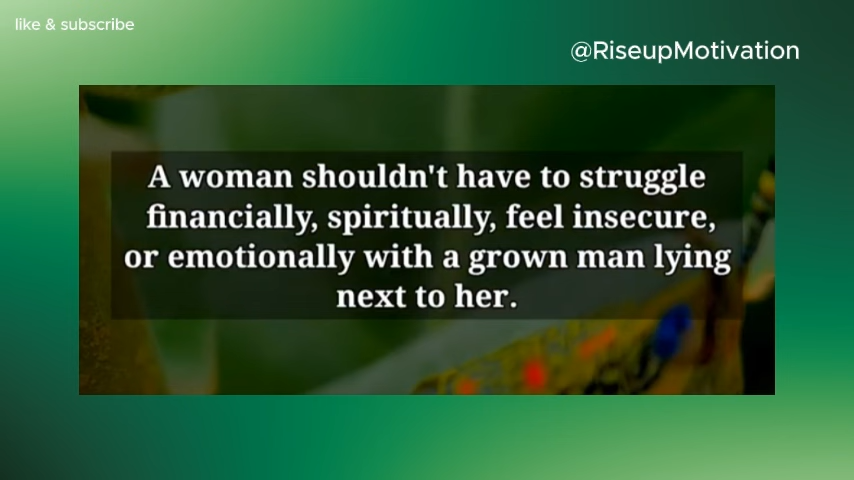 like & subscribe
@RiseupMotivation
A woman shouldn't have to struggle
financially, spiritually, feel insecure,
or emotionally with a grown man lying
next to her.